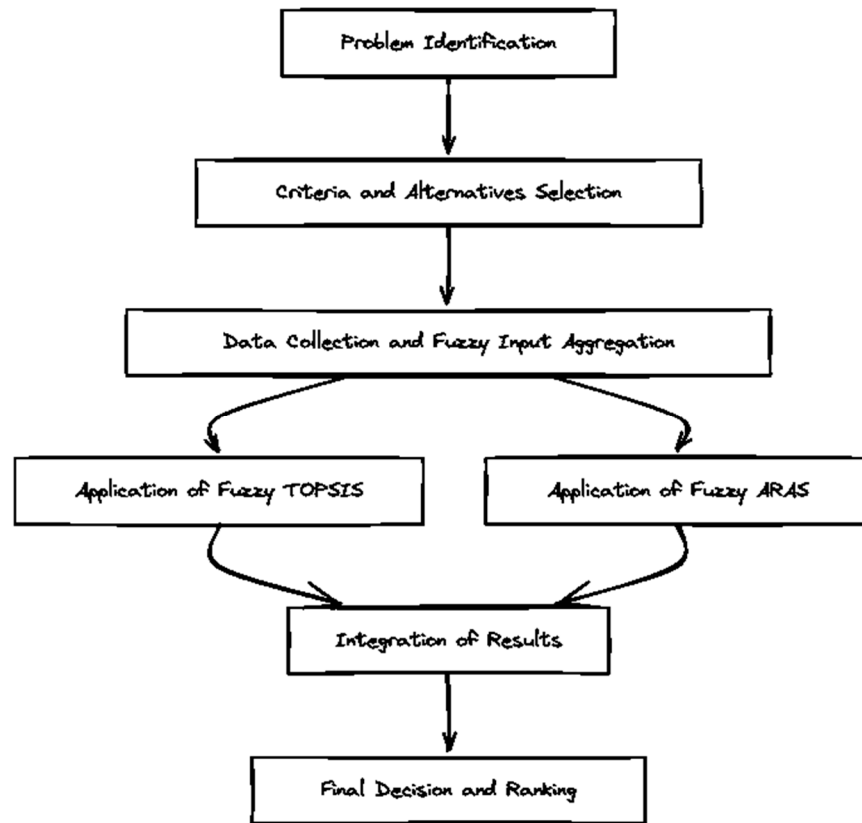 Problem Identification
Criteria and Alternatives Selection
Data Collection and Fuzzy Input Aggregation
Application of Fuzzy TOPSIS
Application of Fuzzy ARAS
Integration of Results
Final Decision and Ranking